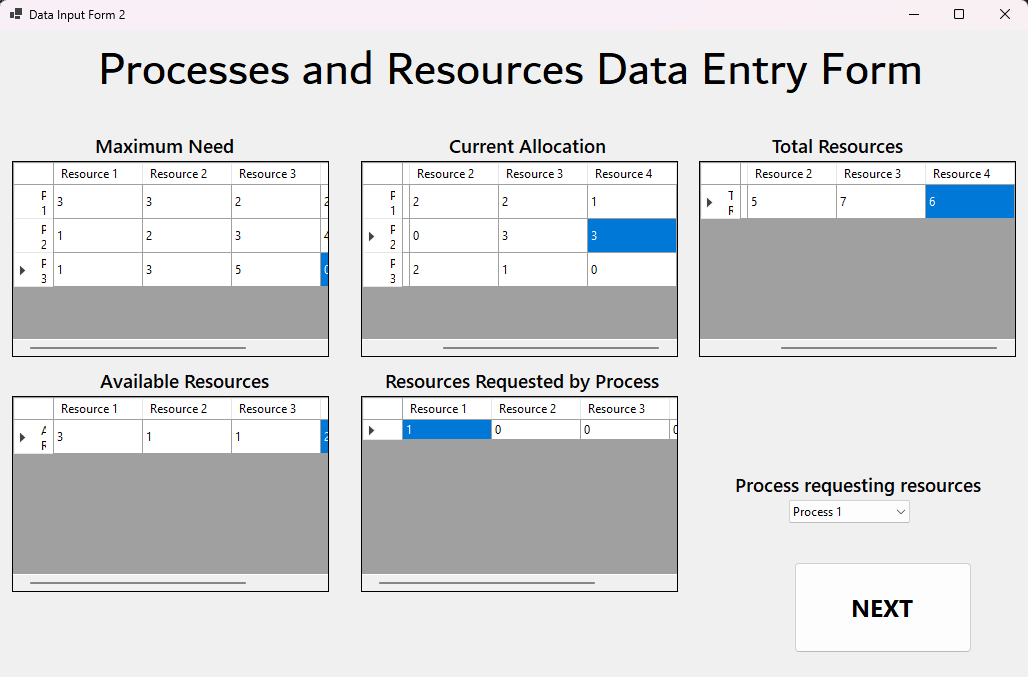 Data Input Form 2
Processes and Resources Data Entry Form
Maximum Need
Resource 1 Resource 2 Resource 3
P 1 3 3 2 2
P 2 1 2 3 4
P 3 1 3 5 0
Current Allocation
Resource 2 Resource 3 Resource 4
P 1 2 2 1
P 2 0 3 3
P 3 2 1 0
Total Resources
Resource 2 Resource 3 Resource 4
T R 5 7 6
Available Resources
Resource 1 Resource 2 Resource 3
A R 3 1 1 2
Resources Requested by Process
Resource 1 Resource 2 Resource 3
1 0 0 0
Process requesting resources
Process 1
NEXT